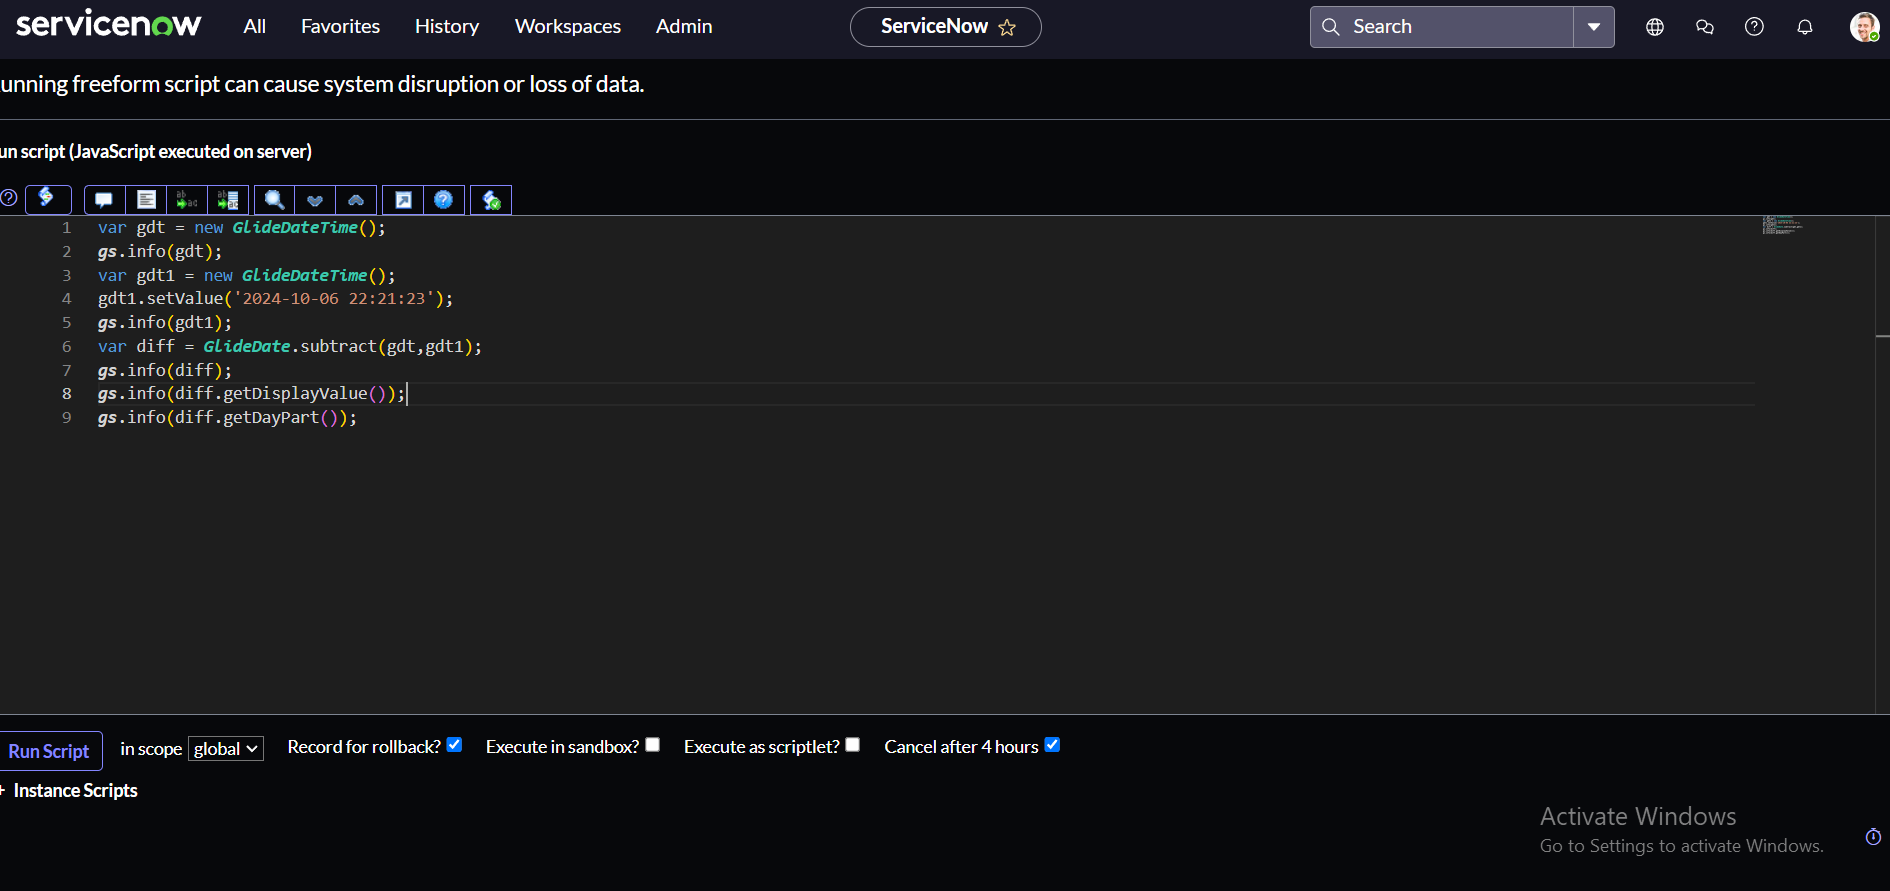 servicenow All Favorites History Workspaces Admin ServiceNow Search
unning freeform script can cause system disruption or loss of data.
un script (JavaScript executed on server)
1 var gdt = new GlideDateTime();
2 gs.info(gdt);
3 var gdt1 = new GlideDateTime();
4 gdt1.setValue('2024-10-06 22:21:23');
5 gs.info(gdt1);
6 var diff = GlideDate.subtract(gdt,gdt1);
7 gs.info(diff);
8 gs.info(diff.getDisplayValue());
9 gs.info(diff.getDayPart());
Run Script in scope global Record for rollback? Execute in sandbox? Execute as scriptlet? Cancel after 4 hours
+ Instance Scripts
Activate Windows
Go to Settings to activate Windows.